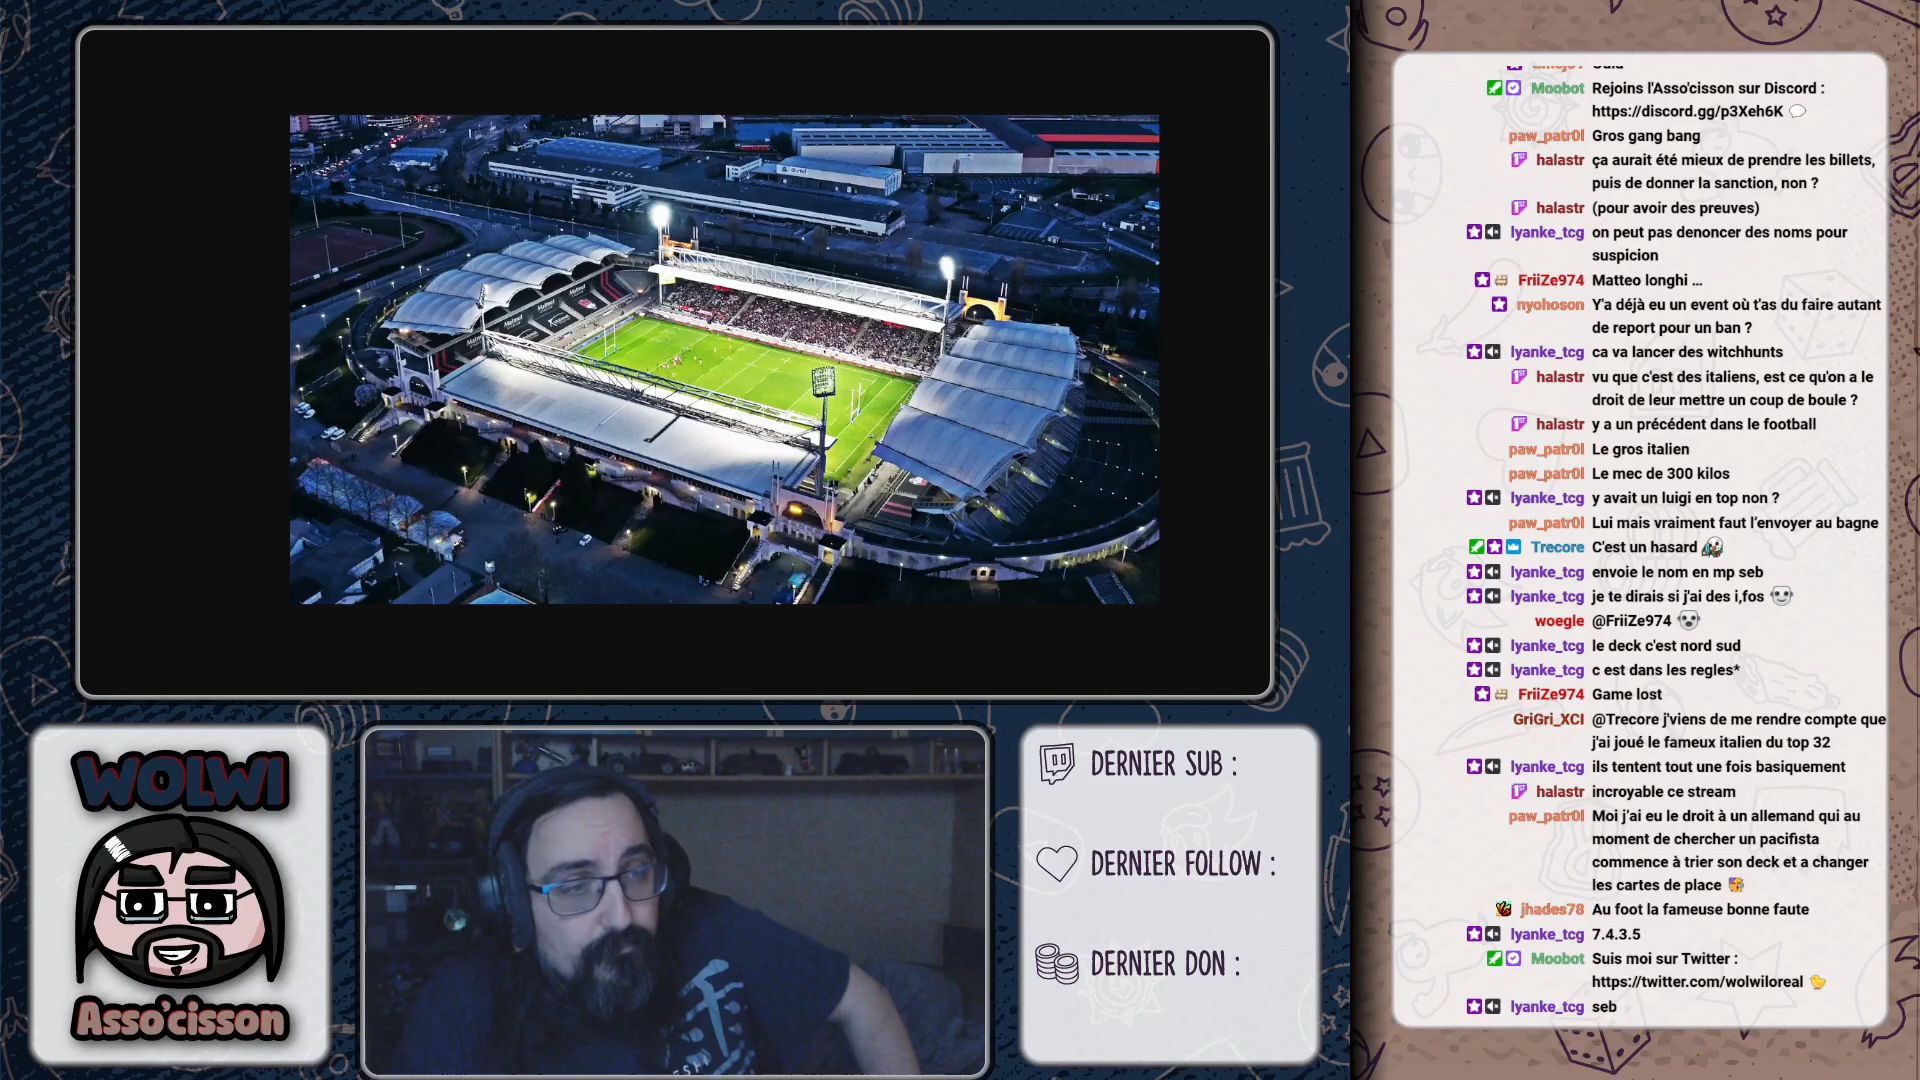 Matmut
Matmut
WOLWI
Asso'cisson
DERNIER SUB :
DERNIER FOLLOW :
DERNIER DON :
Moobot Rejoins l'Asso'cisson sur Discord :
https://discord.gg/p3Xeh6K
paw_patr0l Gros gang bang
halastr ça aurait été mieux de prendre les billets,
puis de donner la sanction, non ?
halastr (pour avoir des preuves)
lyanke_tcg on peut pas denoncer des noms pour
suspicion
FriiZe974 Matteo longhi ...
nyohoson Y'a déjà eu un event où t'as du faire autant
de report pour un ban ?
lyanke_tcg ca va lancer des witchhunts
halastr vu que c'est des italiens, est ce qu'on a le
droit de leur mettre un coup de boule ?
halastr y a un précédent dans le football
paw_patr0l Le gros italien
paw_patr0l Le mec de 300 kilos
lyanke_tcg y avait un luigi en top non ?
paw_patr0l Lui mais vraiment faut l'envoyer au bagne
Trecore C'est un hasard
lyanke_tcg envoie le nom en mp seb
lyanke_tcg je te dirais si j'ai des i,fos
woegle @FriiZe974
lyanke_tcg le deck c'est nord sud
lyanke_tcg c est dans les regles*
FriiZe974 Game lost
GriGri_XCI @Trecore j'viens de me rendre compte que
j'ai joué le fameux italien du top 32
lyanke_tcg ils tentent tout une fois basiquement
halastr incroyable ce stream
paw_patr0l Moi j'ai eu le droit à un allemand qui au
moment de chercher un pacifista
commence à trier son deck et a changer
les cartes de place
jhades78 Au foot la fameuse bonne faute
lyanke_tcg 7.4.3.5
Moobot Suis moi sur Twitter :
https://twitter.com/wolwiloreal
lyanke_tcg seb